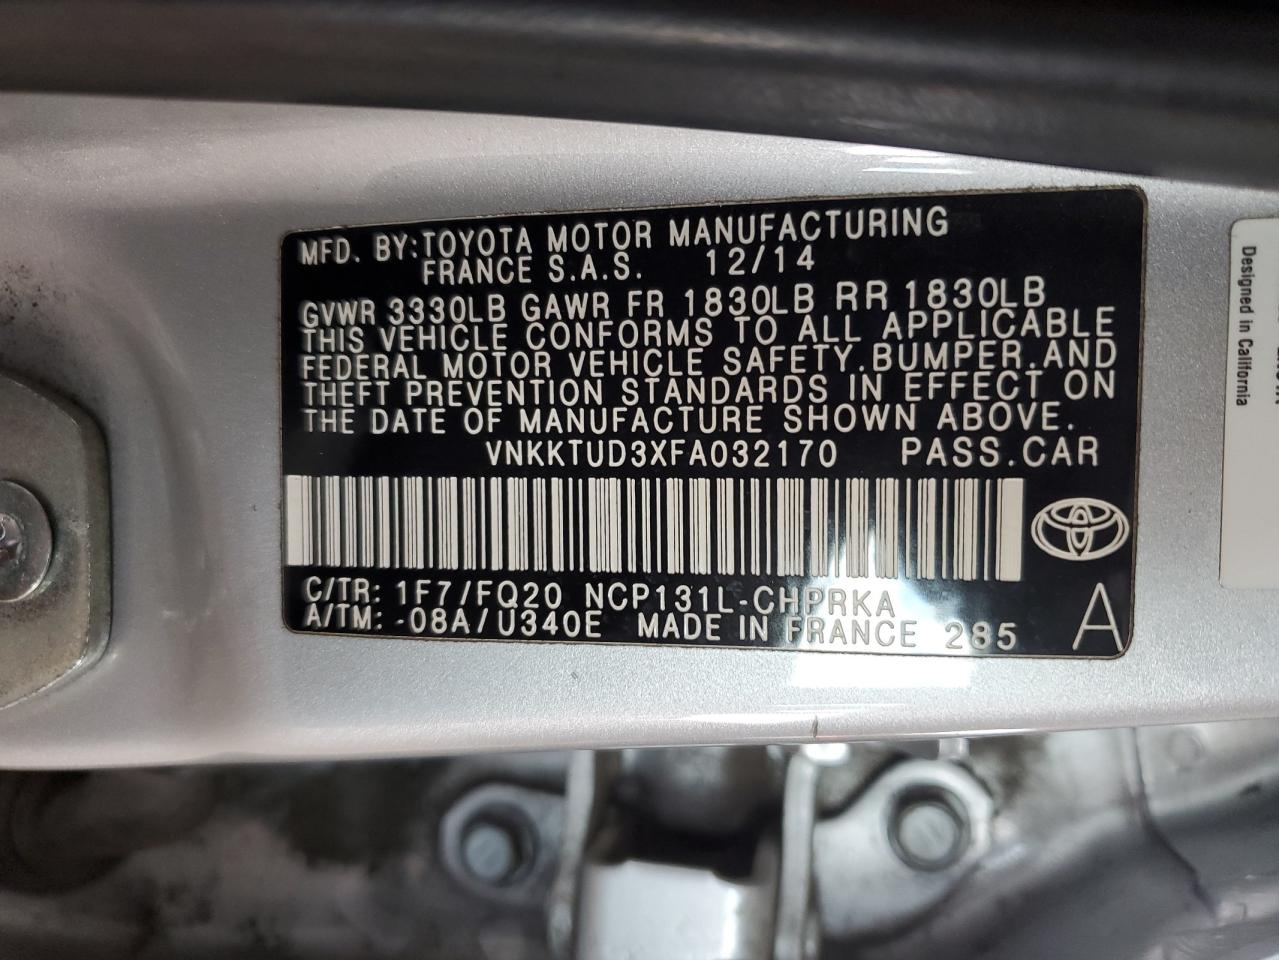 MFD. BY:TOYOTA MOTOR MANUFACTURING
FRANCE S.A.S. 12/14
GVWR 3330LB GAWR FR 1830LB RR 1830LB
THIS VEHICLE CONFORMS TO ALL APPLICABLE
FEDERAL MOTOR VEHICLE SAFETY.BUMPER.AND
THEFT PREVENTION STANDARDS IN EFFECT ON
THE DATE OF MANUFACTURE SHOWN ABOVE.
VNKKTUD3XFA032170 PASS.CAR
C/TR: 1F7/FQ20 NCP131L-CHPRKA
A/TM: -08A/U340E MADE IN FRANCE 285
A
Designed in California